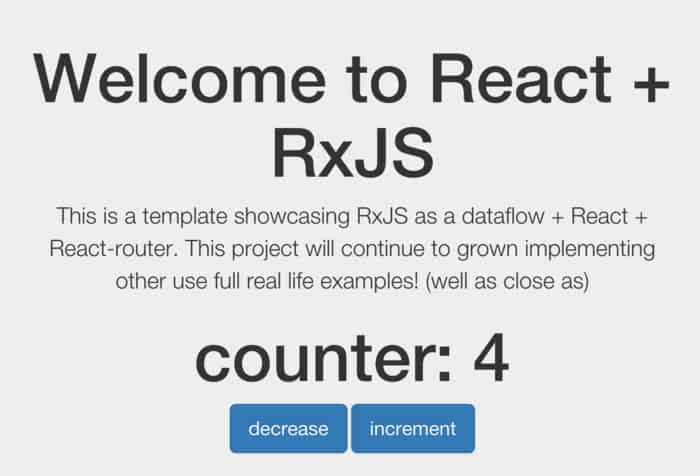 Welcome to React +
RxJS
This is a template showcasing RxJS as a dataflow + React +
React-router. This project will continue to grown implementing
other use full real life examples! (well as close as)
counter: 4
decrease increment